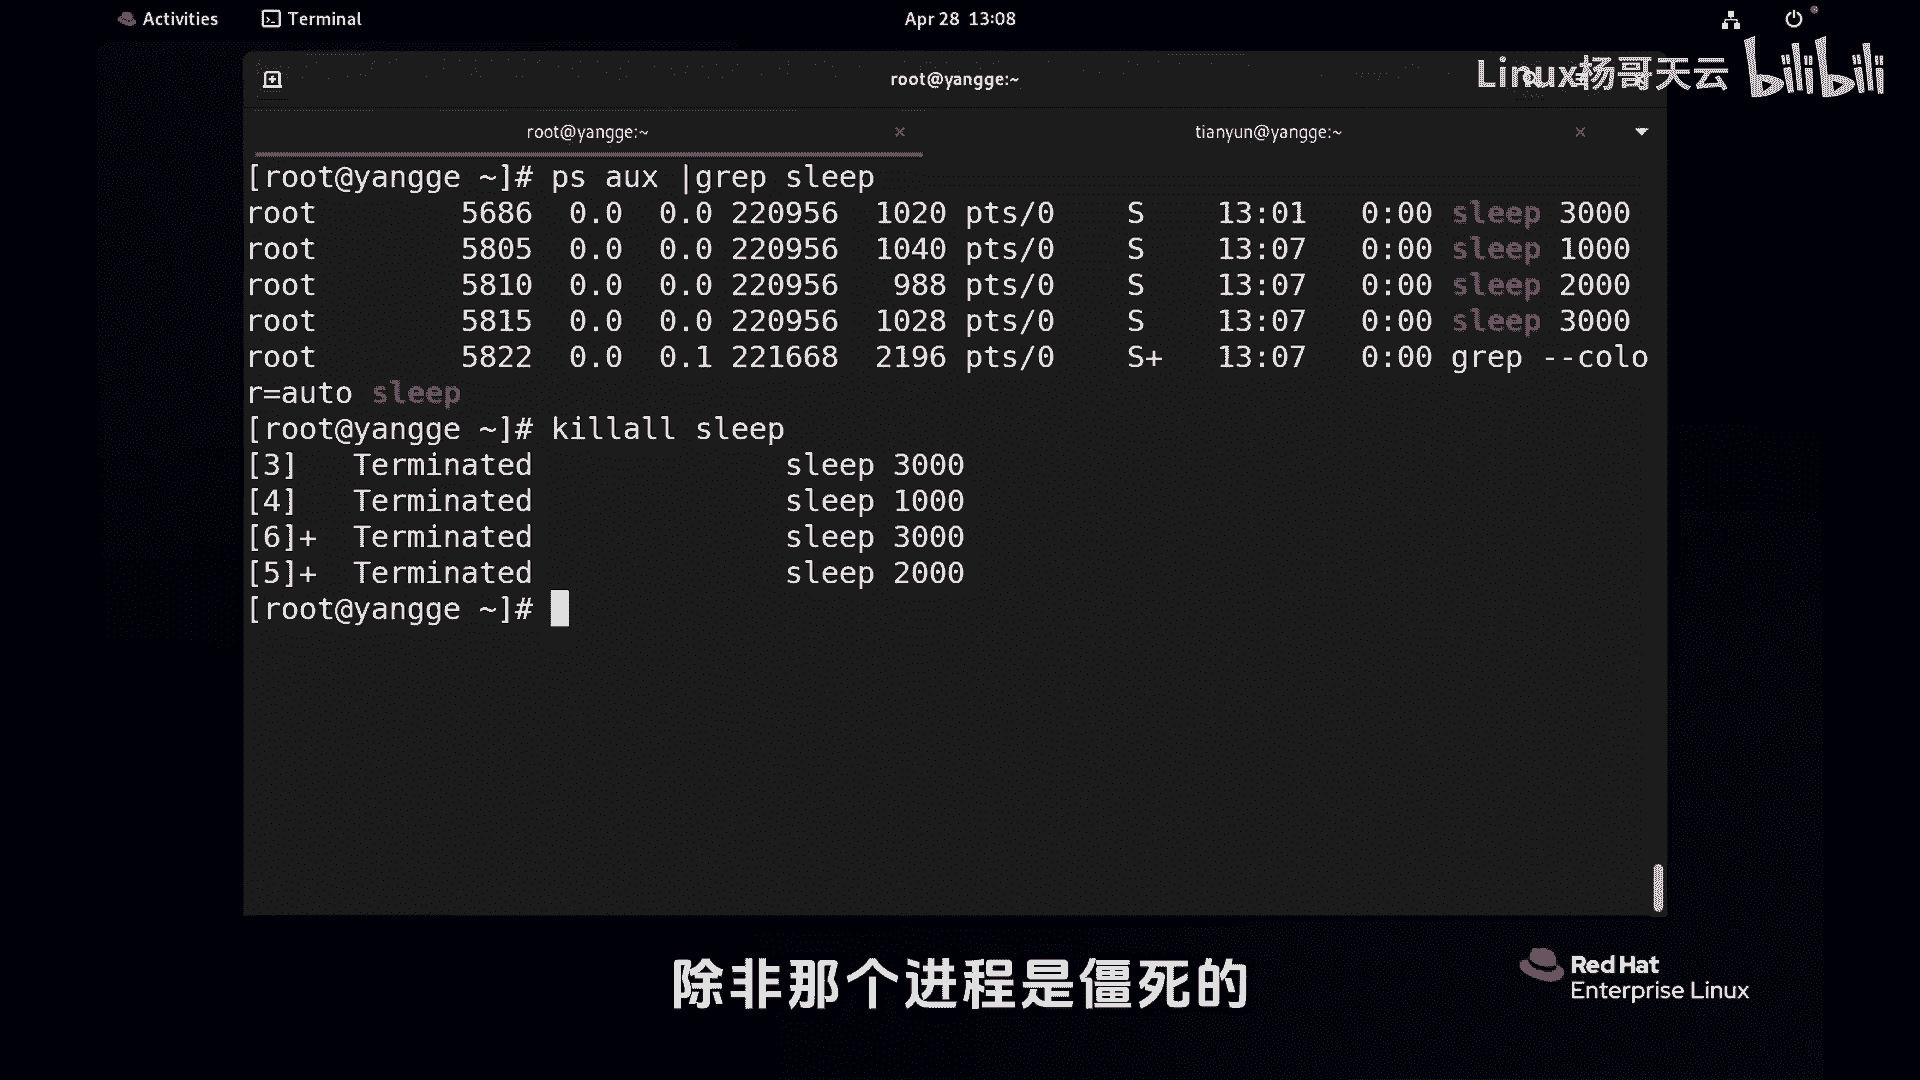 Activities Terminal Apr 28 13:08
root@yangge:~
Linux杨哥天云 bilibili
root@yangge:~ × tianyun@yangge:~ ×
[root@yangge ~]# ps aux |grep sleep
root 5686 0.0 0.0 220956 1020 pts/0 S 13:01 0:00 sleep 3000
root 5805 0.0 0.0 220956 1040 pts/0 S 13:07 0:00 sleep 1000
root 5810 0.0 0.0 220956 988 pts/0 S 13:07 0:00 sleep 2000
root 5815 0.0 0.0 220956 1028 pts/0 S 13:07 0:00 sleep 3000
root 5822 0.0 0.1 221668 2196 pts/0 S+ 13:07 0:00 grep --colo
r=auto sleep
[root@yangge ~]# killall sleep
[3] Terminated sleep 3000
[4] Terminated sleep 1000
[6]+ Terminated sleep 3000
[5]+ Terminated sleep 2000
[root@yangge ~]#
除非那个进程是僵死的
Red Hat
Enterprise Linux